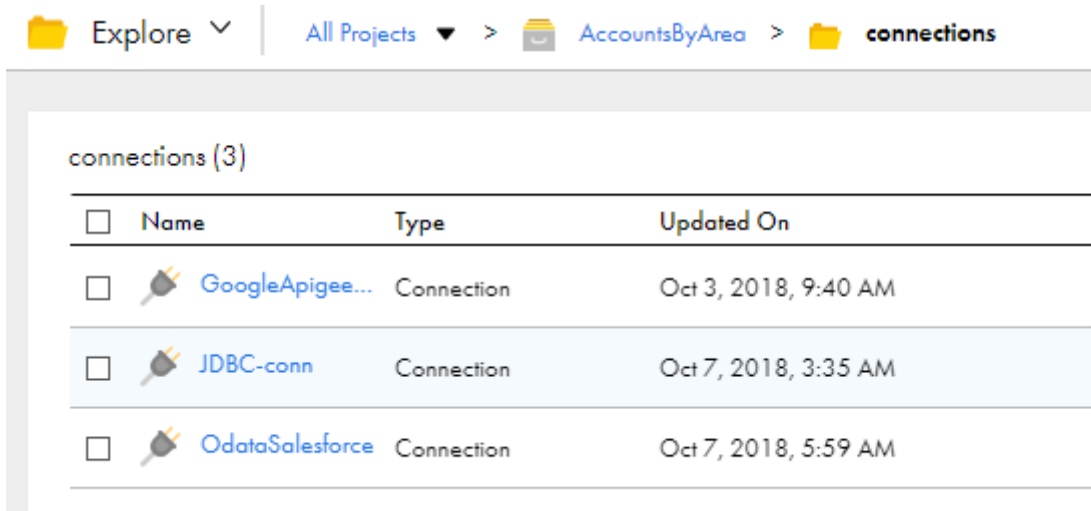 Explore All Projects > AccountsByArea > connections
connections (3)
Name Type Updated On
GoogleApigee... Connection Oct 3, 2018, 9:40 AM
JDBC-conn Connection Oct 7, 2018, 3:35 AM
OdataSalesforce Connection Oct 7, 2018, 5:59 AM